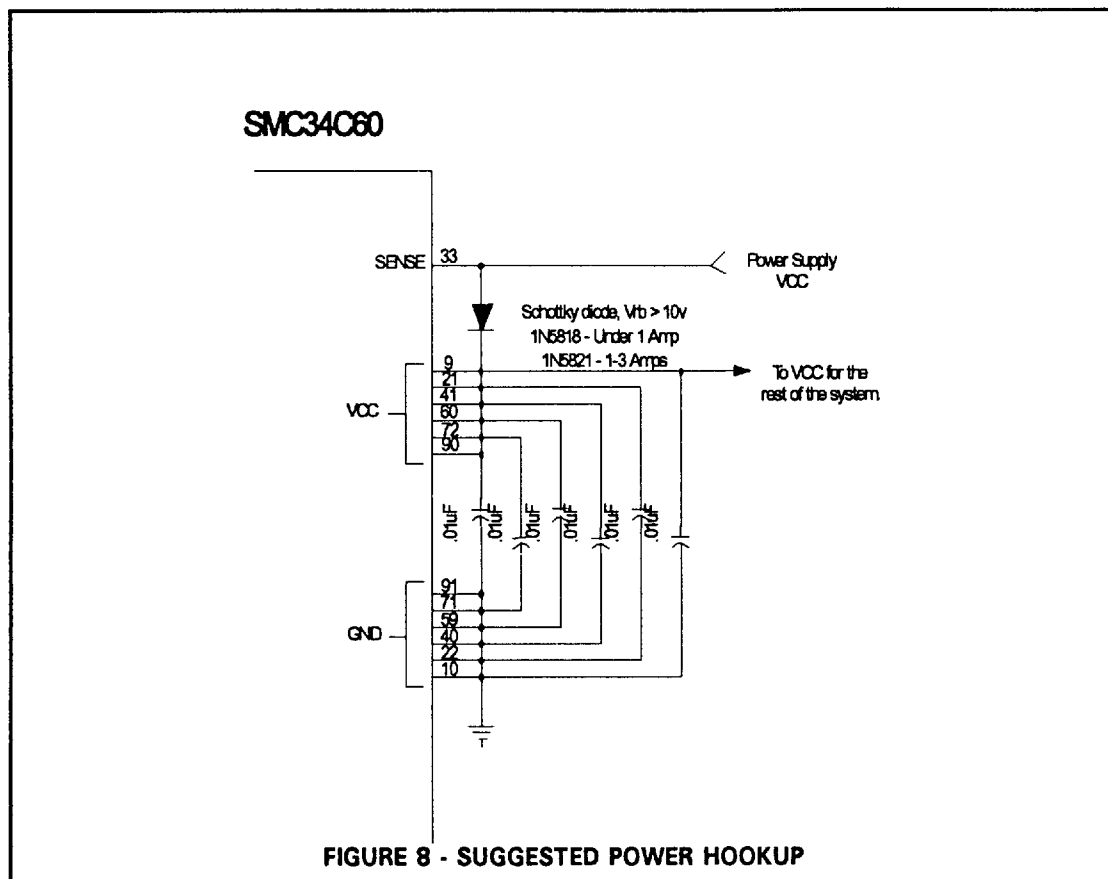 SMC34C60
SENSE
33
Power Supply
VCC
Schottky diode, Vrb > 10v
1N5818 - Under 1 Amp
1N5821 - 1-3 Amps
To VCC for the
rest of the system.
VCC
9
21
41
60
72
90
.01uF
.01uF
.01uF
.01uF
.01uF
.01uF
GND
91
71
59
40
22
10
FIGURE 8 - SUGGESTED POWER HOOKUP